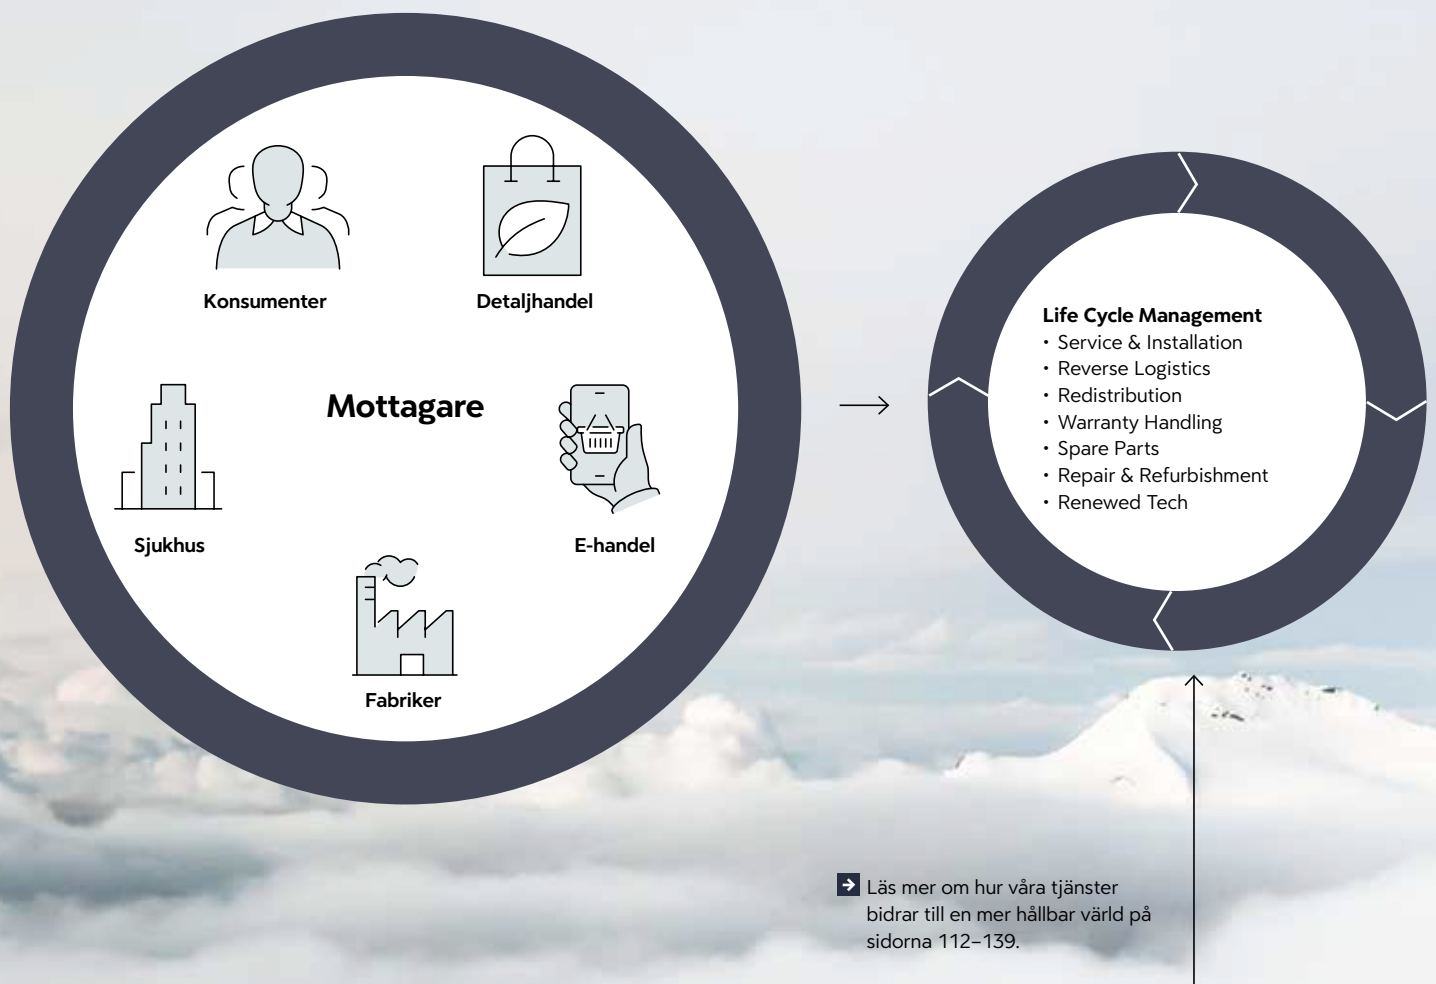 Konsumenter
Detaljhandel
Mottagare
Sjukhus
E-handel
Fabriker
Life Cycle Management
• Service & Installation
• Reverse Logistics
• Redistribution
• Warranty Handling
• Spare Parts
• Repair & Refurbishment
• Renewed Tech
Läs mer om hur våra tjänster
bidrar till en mer hållbar värld på
sidorna 112–139.